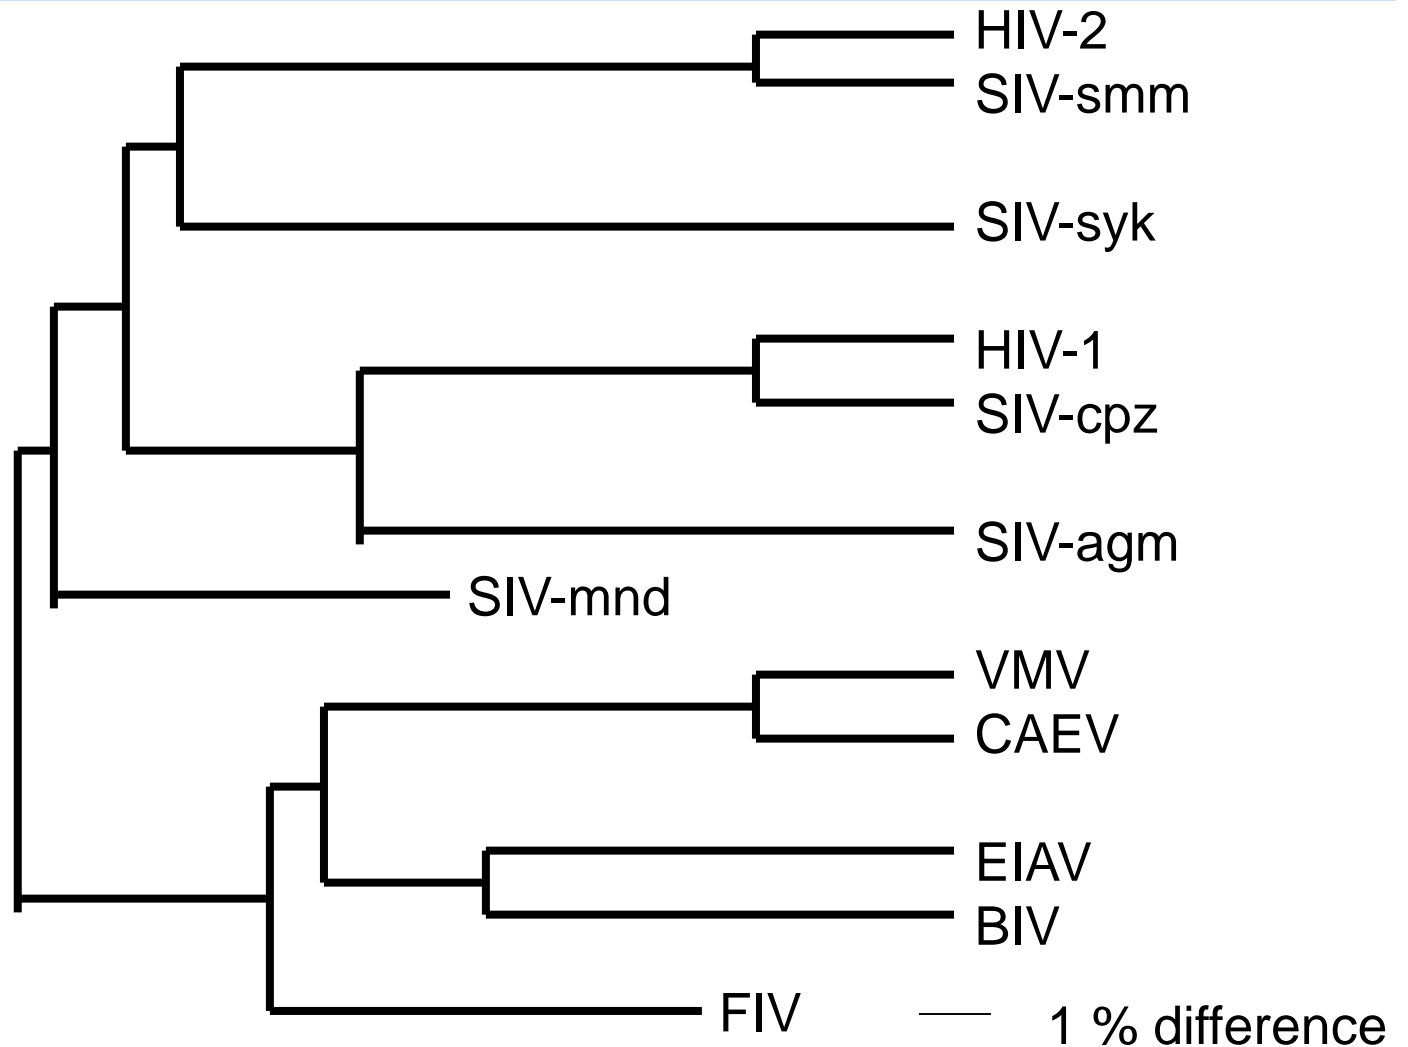 HIV-2
SIV-smm
SIV-syk
HIV-1
SIV-cpz
SIV-agm
SIV-mnd
VMV
CAEV
EIAV
BIV
FIV
1 % difference